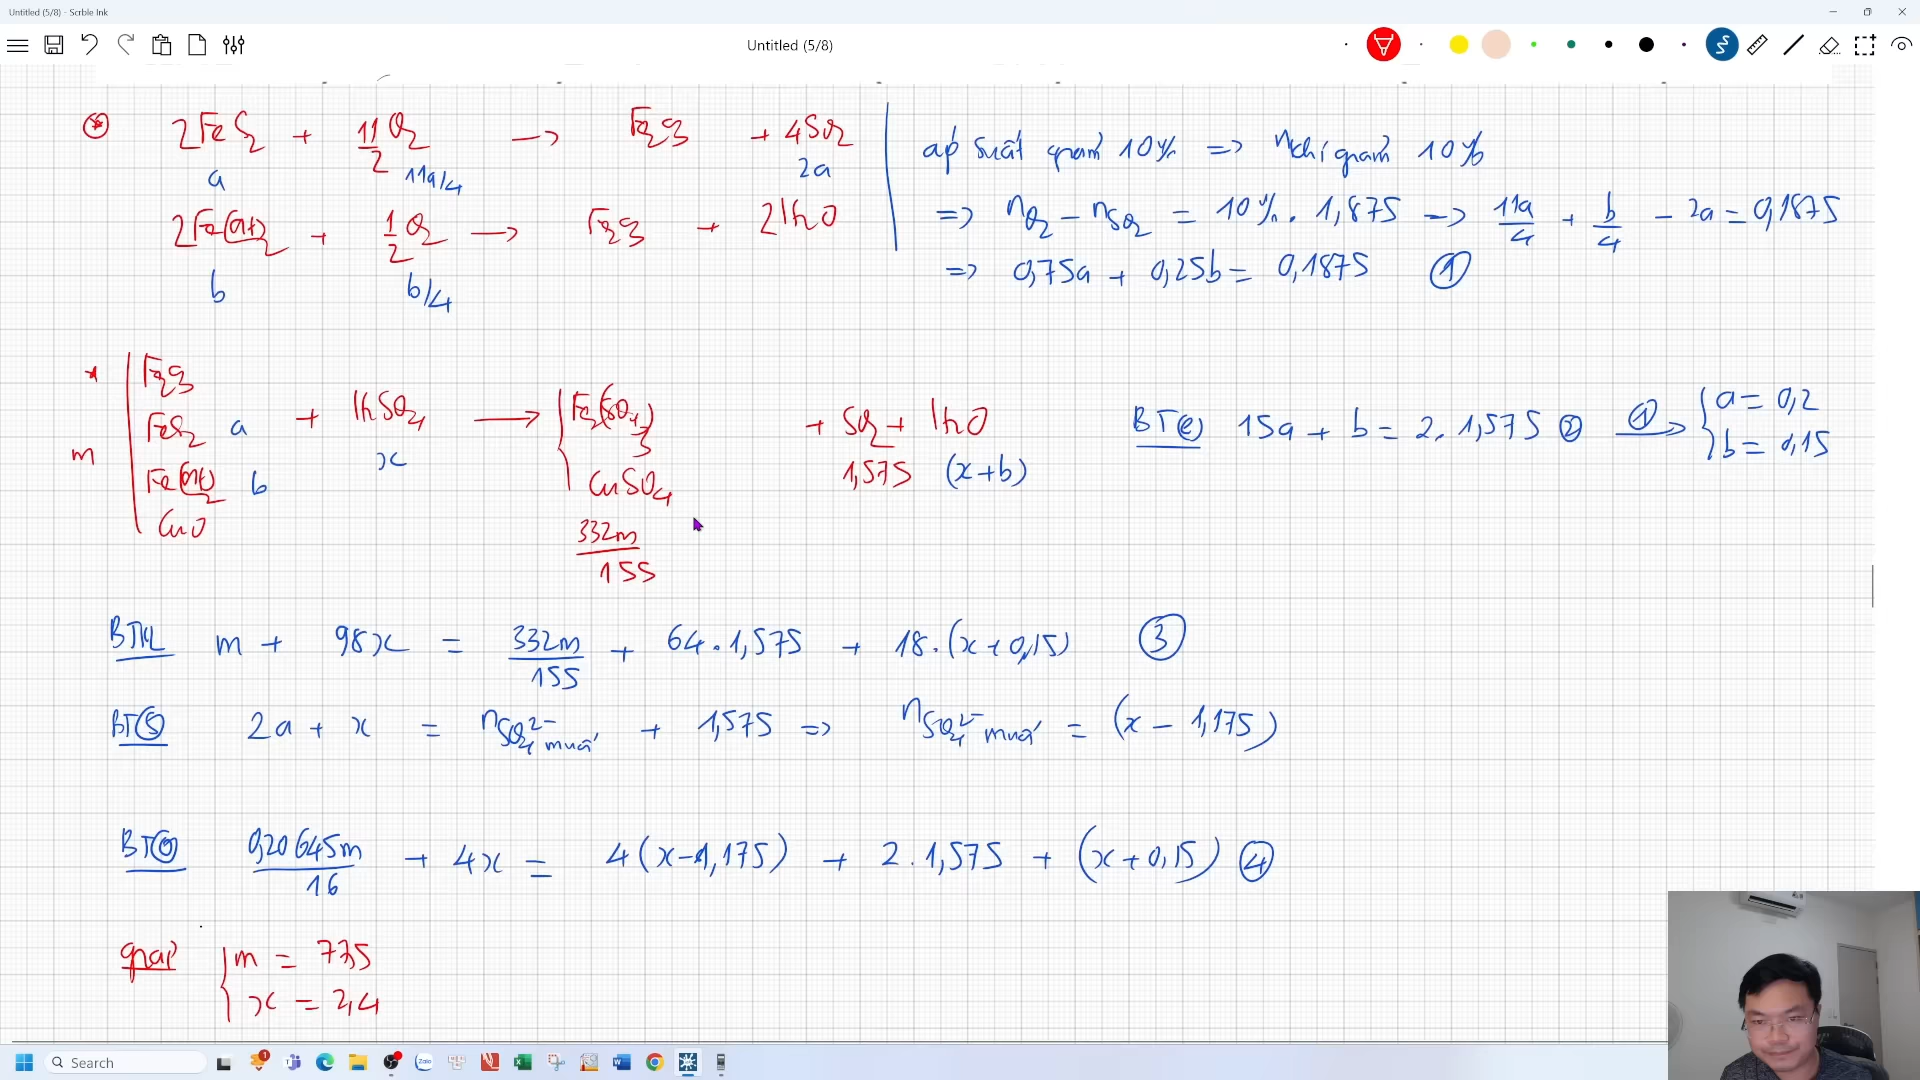 Untitled (5/8) - Scrble Ink
Untitled (5/8)
2FeS₂ + 11/2 O₂ → Fe₂O₃ + 4SO₂
a 11a/4 2a
2Fe(OH)₂ + 1/2 O₂ → Fe₂O₃ + 2H₂O
b b/4
áp suất giảm 10% => nkhí giảm 10%
=> nO₂ - nSO₂ = 10%. 1,875 → 11a/4 + b/4 - 2a = 0,1875
=> 0,75a + 0,25b = 0,1875 ①
*
m
Fe₂O₃
FeS₂ a + H₂SO₄ → Fe₂(SO₄)₃ + SO₂ + H₂O
x 1,575 (x+b)
Fe(OH)₂ b CuSO₄
CuO 332m/155
BT(e) 15a + b = 2. 1,575 ② ①→ { a = 0,2
b = 0,15
BTKL m + 98x = 332m/155 + 64.1,575 + 18.(x+0,15) ③
BT(S) 2a + x = nSO₄²⁻ muối + 1,575 => nSO₄²⁻ muối = (x - 1,175)
BT(O) 0,20645m/16 + 4x = 4(x-1,175) + 2.1,575 + (x+0,15) ④
giải { m = 77,5
x = 2,4
Search